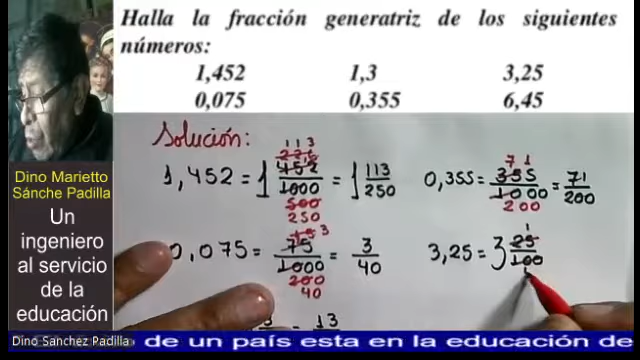 Halla la fracción generatriz de los siguientes
números:
1,452 1,3 3,25
0,075 0,355 6,45
Solución:
1,452 = 1 452/1000 = 1 113/250
226
113
500
250
0,355 = 355/1000 = 71/200
71
200
0,075 = 75/1000 = 3/40
15 3
200
40
3,25 = 3 25/100
1
3 = 13
Dino Marietto
Sánche Padilla
Un
ingeniero
al servicio
de la
educación
Dino Sanchez Padilla
de un país esta en la educación de